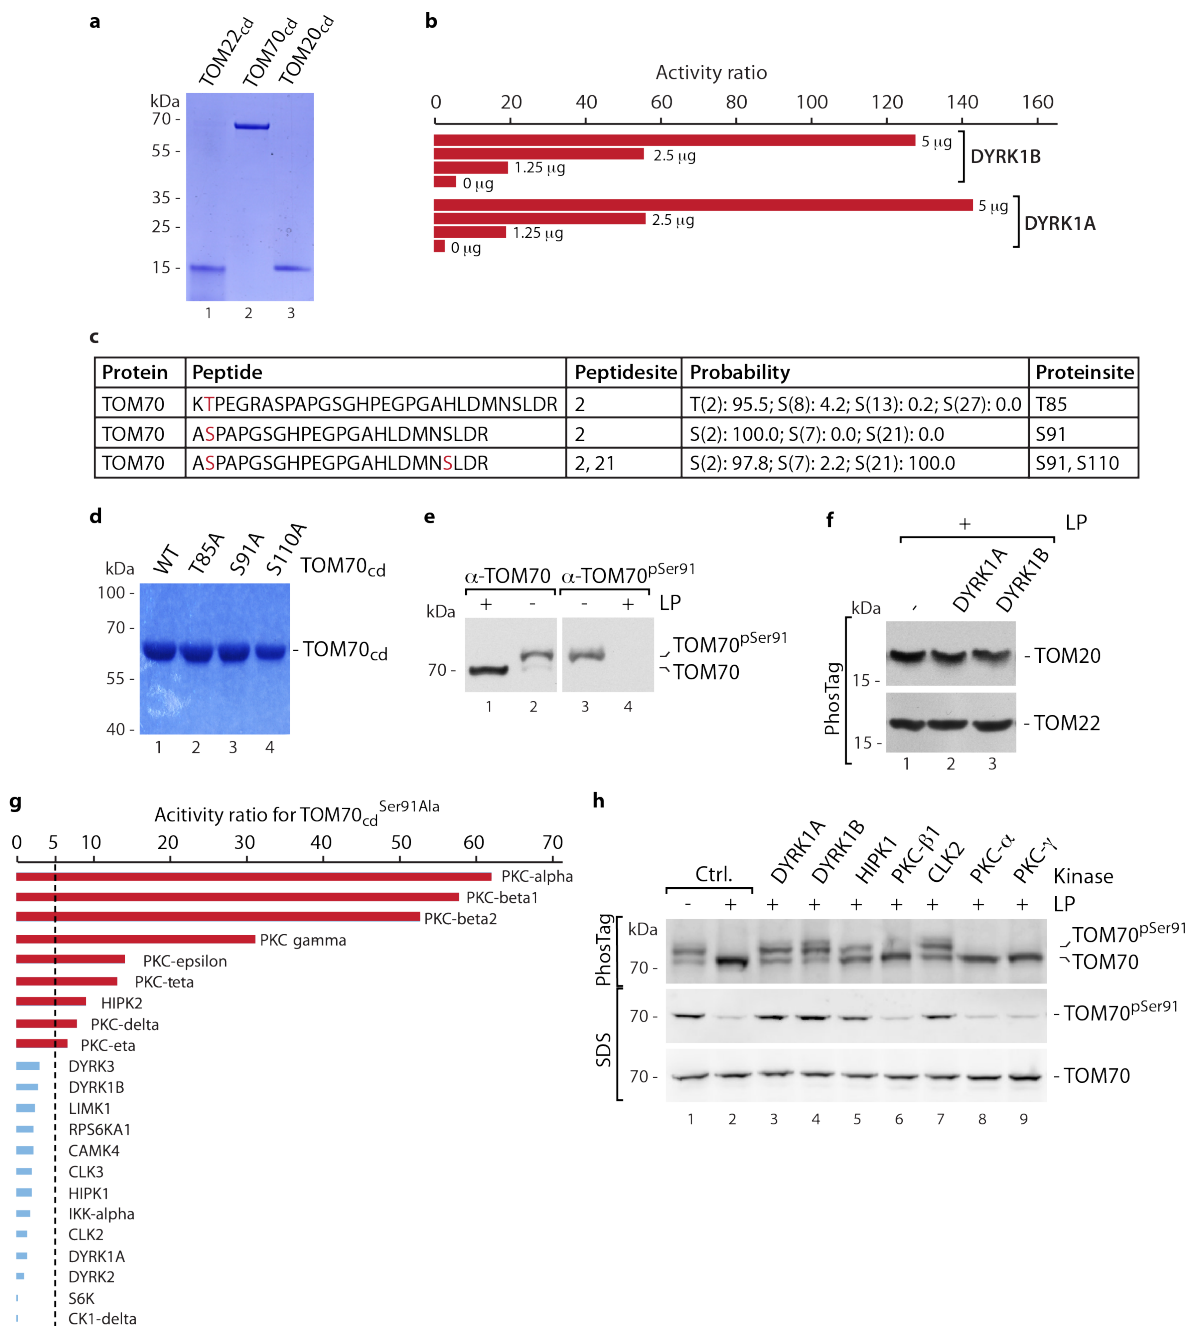 a
TOM22cd
TOM70cd
TOM20cd
kDa
70 -
55 -
35 -
25 -
15 -
1 2 3
b
Activity ratio
0 20 40 60 80 100 120 140 160
5 μg
2.5 μg
1.25 μg
0 μg
DYRK1B
5 μg
2.5 μg
1.25 μg
0 μg
DYRK1A
c
Protein Peptide Peptidesite Probability Proteinsite
TOM70 KTPEGRASPAPGSGHPEGPGAHLDMNSLDR 2 T(2): 95.5; S(8): 4.2; S(13): 0.2; S(27): 0.0 T85
TOM70 ASPAPGSGHPEGPGAHLDMNSLDR 2 S(2): 100.0; S(7): 0.0; S(21): 0.0 S91
TOM70 ASPAPGSGHPEGPGAHLDMNSLDR 2, 21 S(2): 97.8; S(7): 2.2; S(21): 100.0 S91, S110
d
WT T85A S91A S110A TOM70cd
kDa
100 -
70 -
55 -
40 -
- TOM70cd
1 2 3 4
e
α-TOM70 α-TOM70pSer91
+ - - + LP
kDa
70 -
TOM70pSer91
TOM70
1 2 3 4
f
+ LP
- DYRK1A DYRK1B
kDa
PhosTag
- TOM20
15 -
- TOM22
15 -
1 2 3
g
Acitivity ratio for TOM70cdSer91Ala
0 5 10 20 30 40 50 60 70
PKC-alpha
PKC-beta1
PKC-beta2
PKC gamma
PKC-epsilon
PKC-teta
HIPK2
PKC-delta
PKC-eta
DYRK3
DYRK1B
LIMK1
RPS6KA1
CAMK4
CLK3
HIPK1
IKK-alpha
CLK2
DYRK1A
DYRK2
S6K
CK1-delta
h
Ctrl. DYRK1A DYRK1B HIPK1 PKC-β1 CLK2 PKC-α PKC-γ Kinase
- + + + + + + + + LP
kDa
PhosTag
70 -
TOM70pSer91
TOM70
SDS
70 -
- TOM70pSer91
70 -
- TOM70
1 2 3 4 5 6 7 8 9